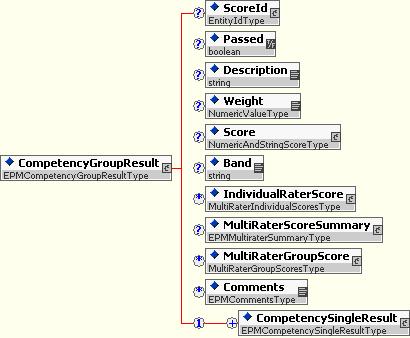 ScoreId
EntityIdType
Passed
boolean
Description
string
Weight
NumericValueType
Score
NumericAndStringScoreType
CompetencyGroupResult
EPMCompetencyGroupResultType
Band
string
IndividualRaterScore
MultiRaterIndividualScoresType
MultiRaterScoreSummary
EPMMultiraterSummaryType
MultiRaterGroupScore
MultiRaterGroupScoresType
Comments
EPMCommentsType
1
CompetencySingleResult
EPMCompetencySingleResultType